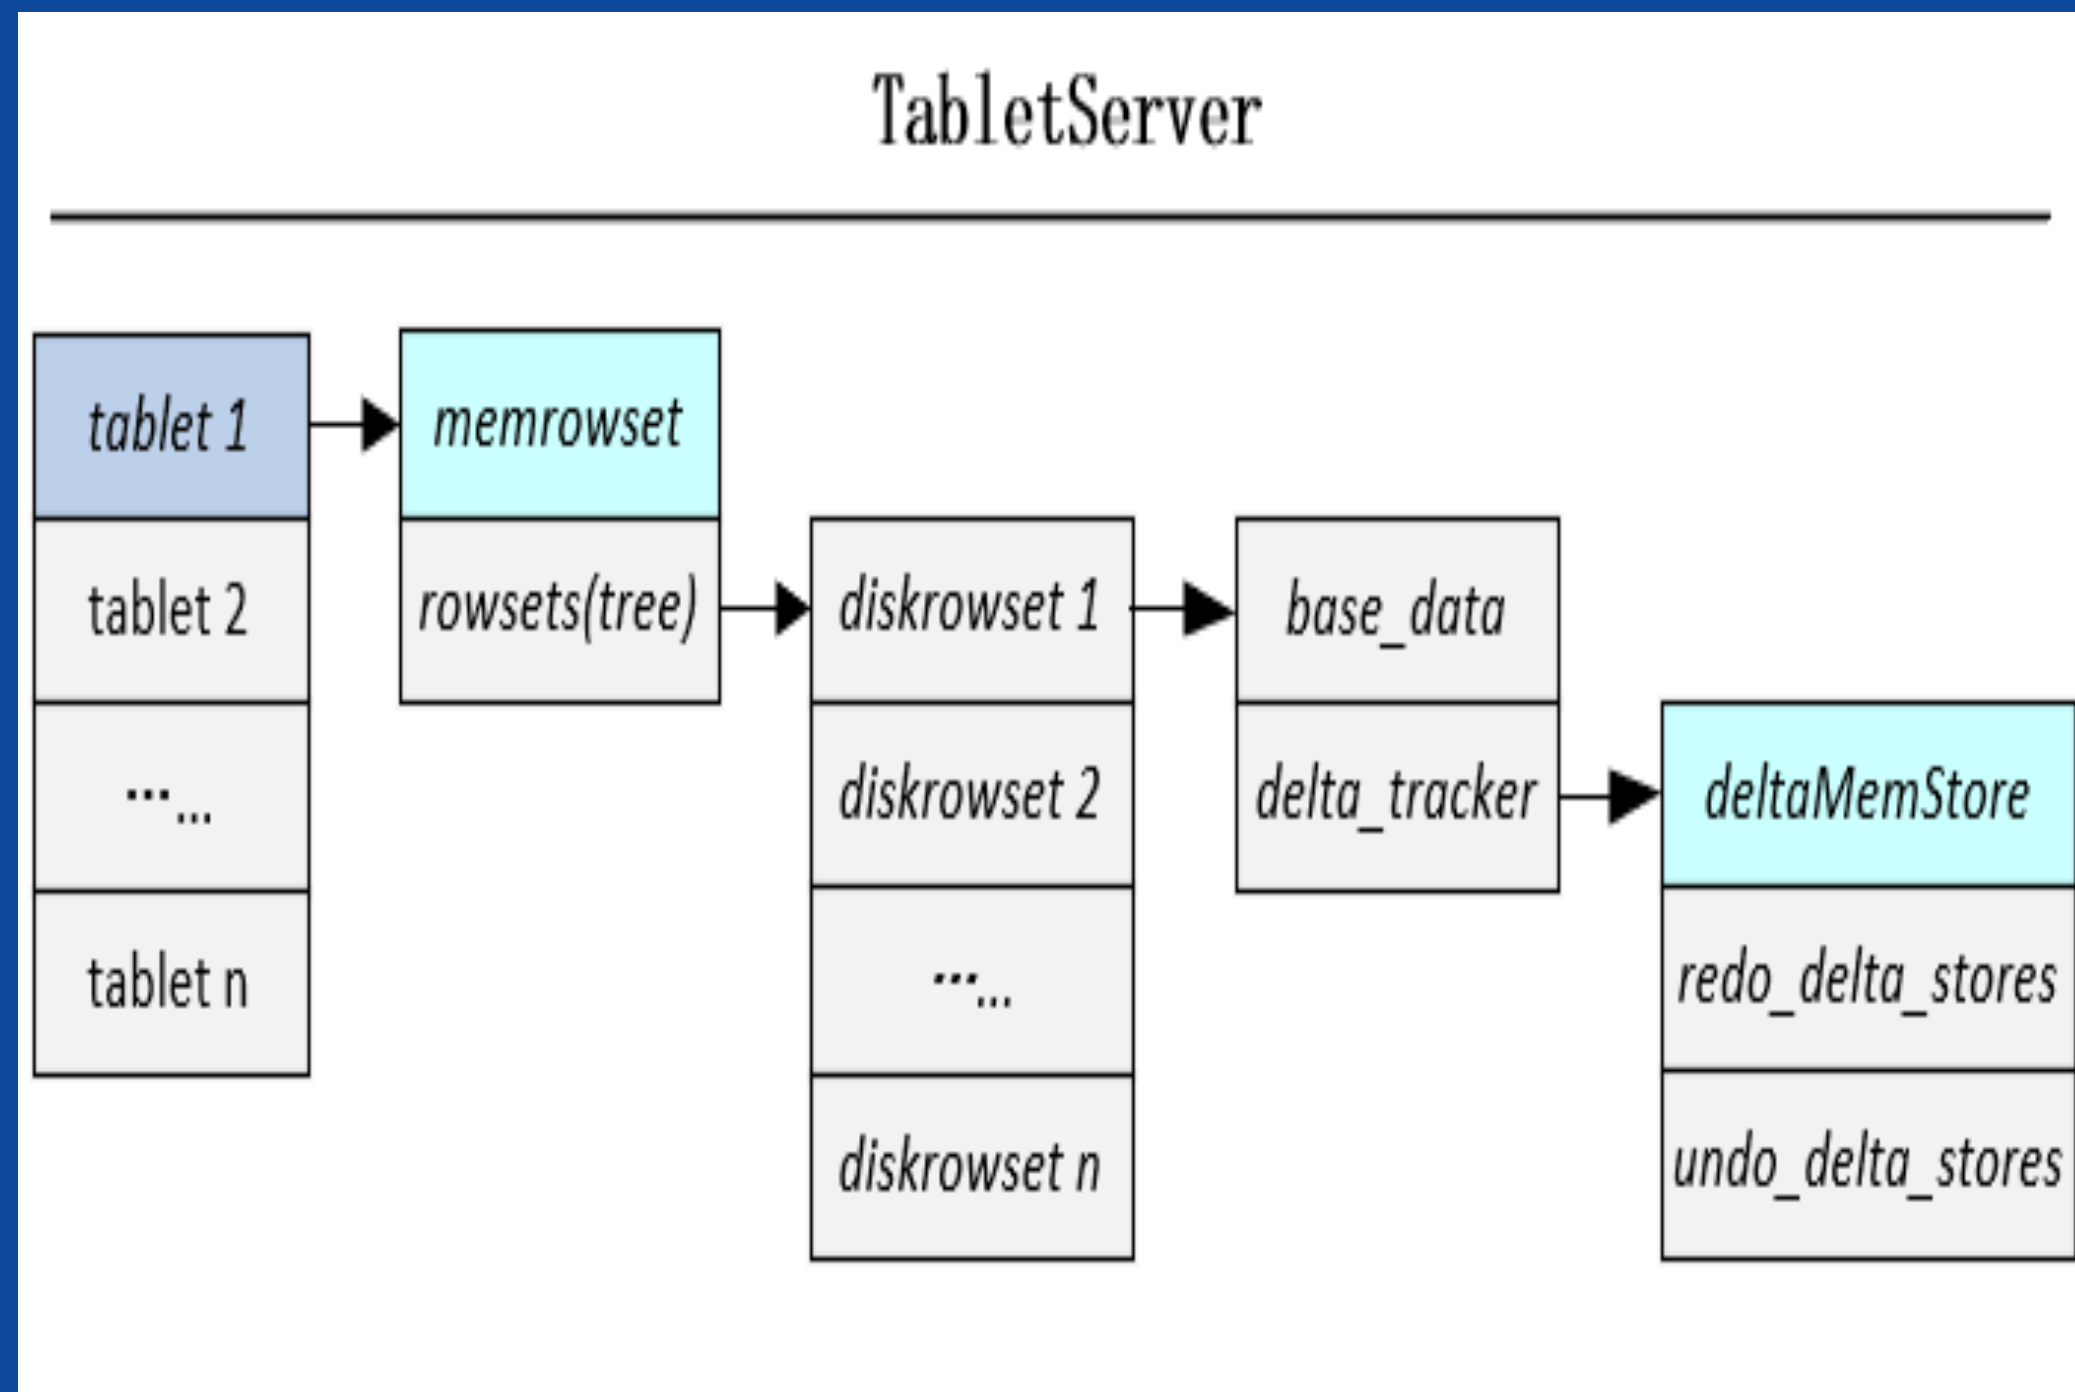 TabletServer
tablet 1
tablet 2
······
tablet n
memrowset
rowsets(tree)
diskrowset 1
diskrowset 2
······
diskrowset n
base_data
delta_tracker
deltaMemStore
redo_delta_stores
undo_delta_stores